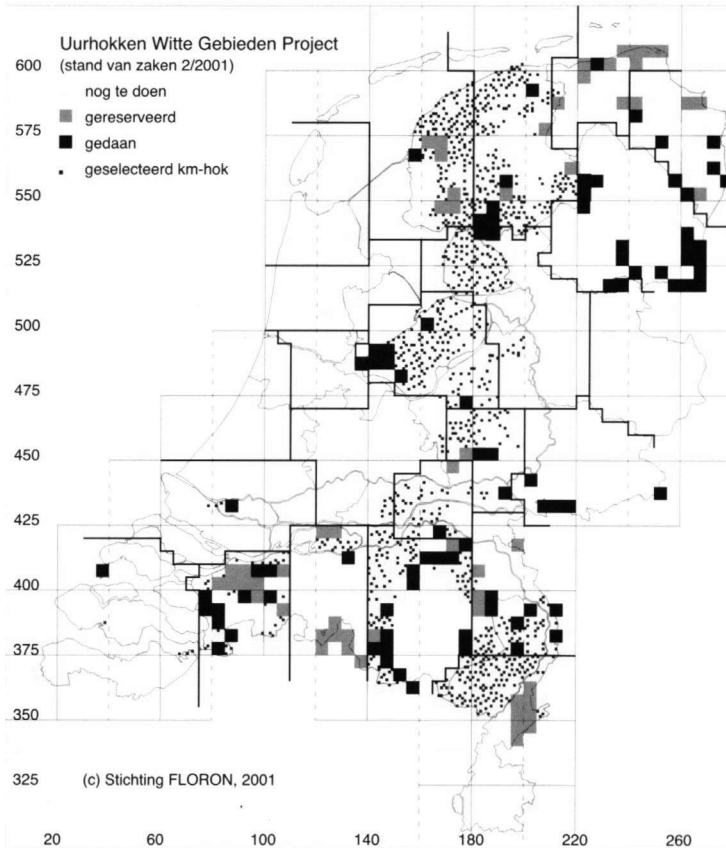 Uurhokken Witte Gebieden Project
(stand van zaken 2/2001)
nog te doen
gereserveerd
gedaan
geselecteerd km-hok
600
575
550
525
500
475
450
425
400
375
350
325
(c) Stichting FLORON, 2001
20 60 100 140 180 220 260